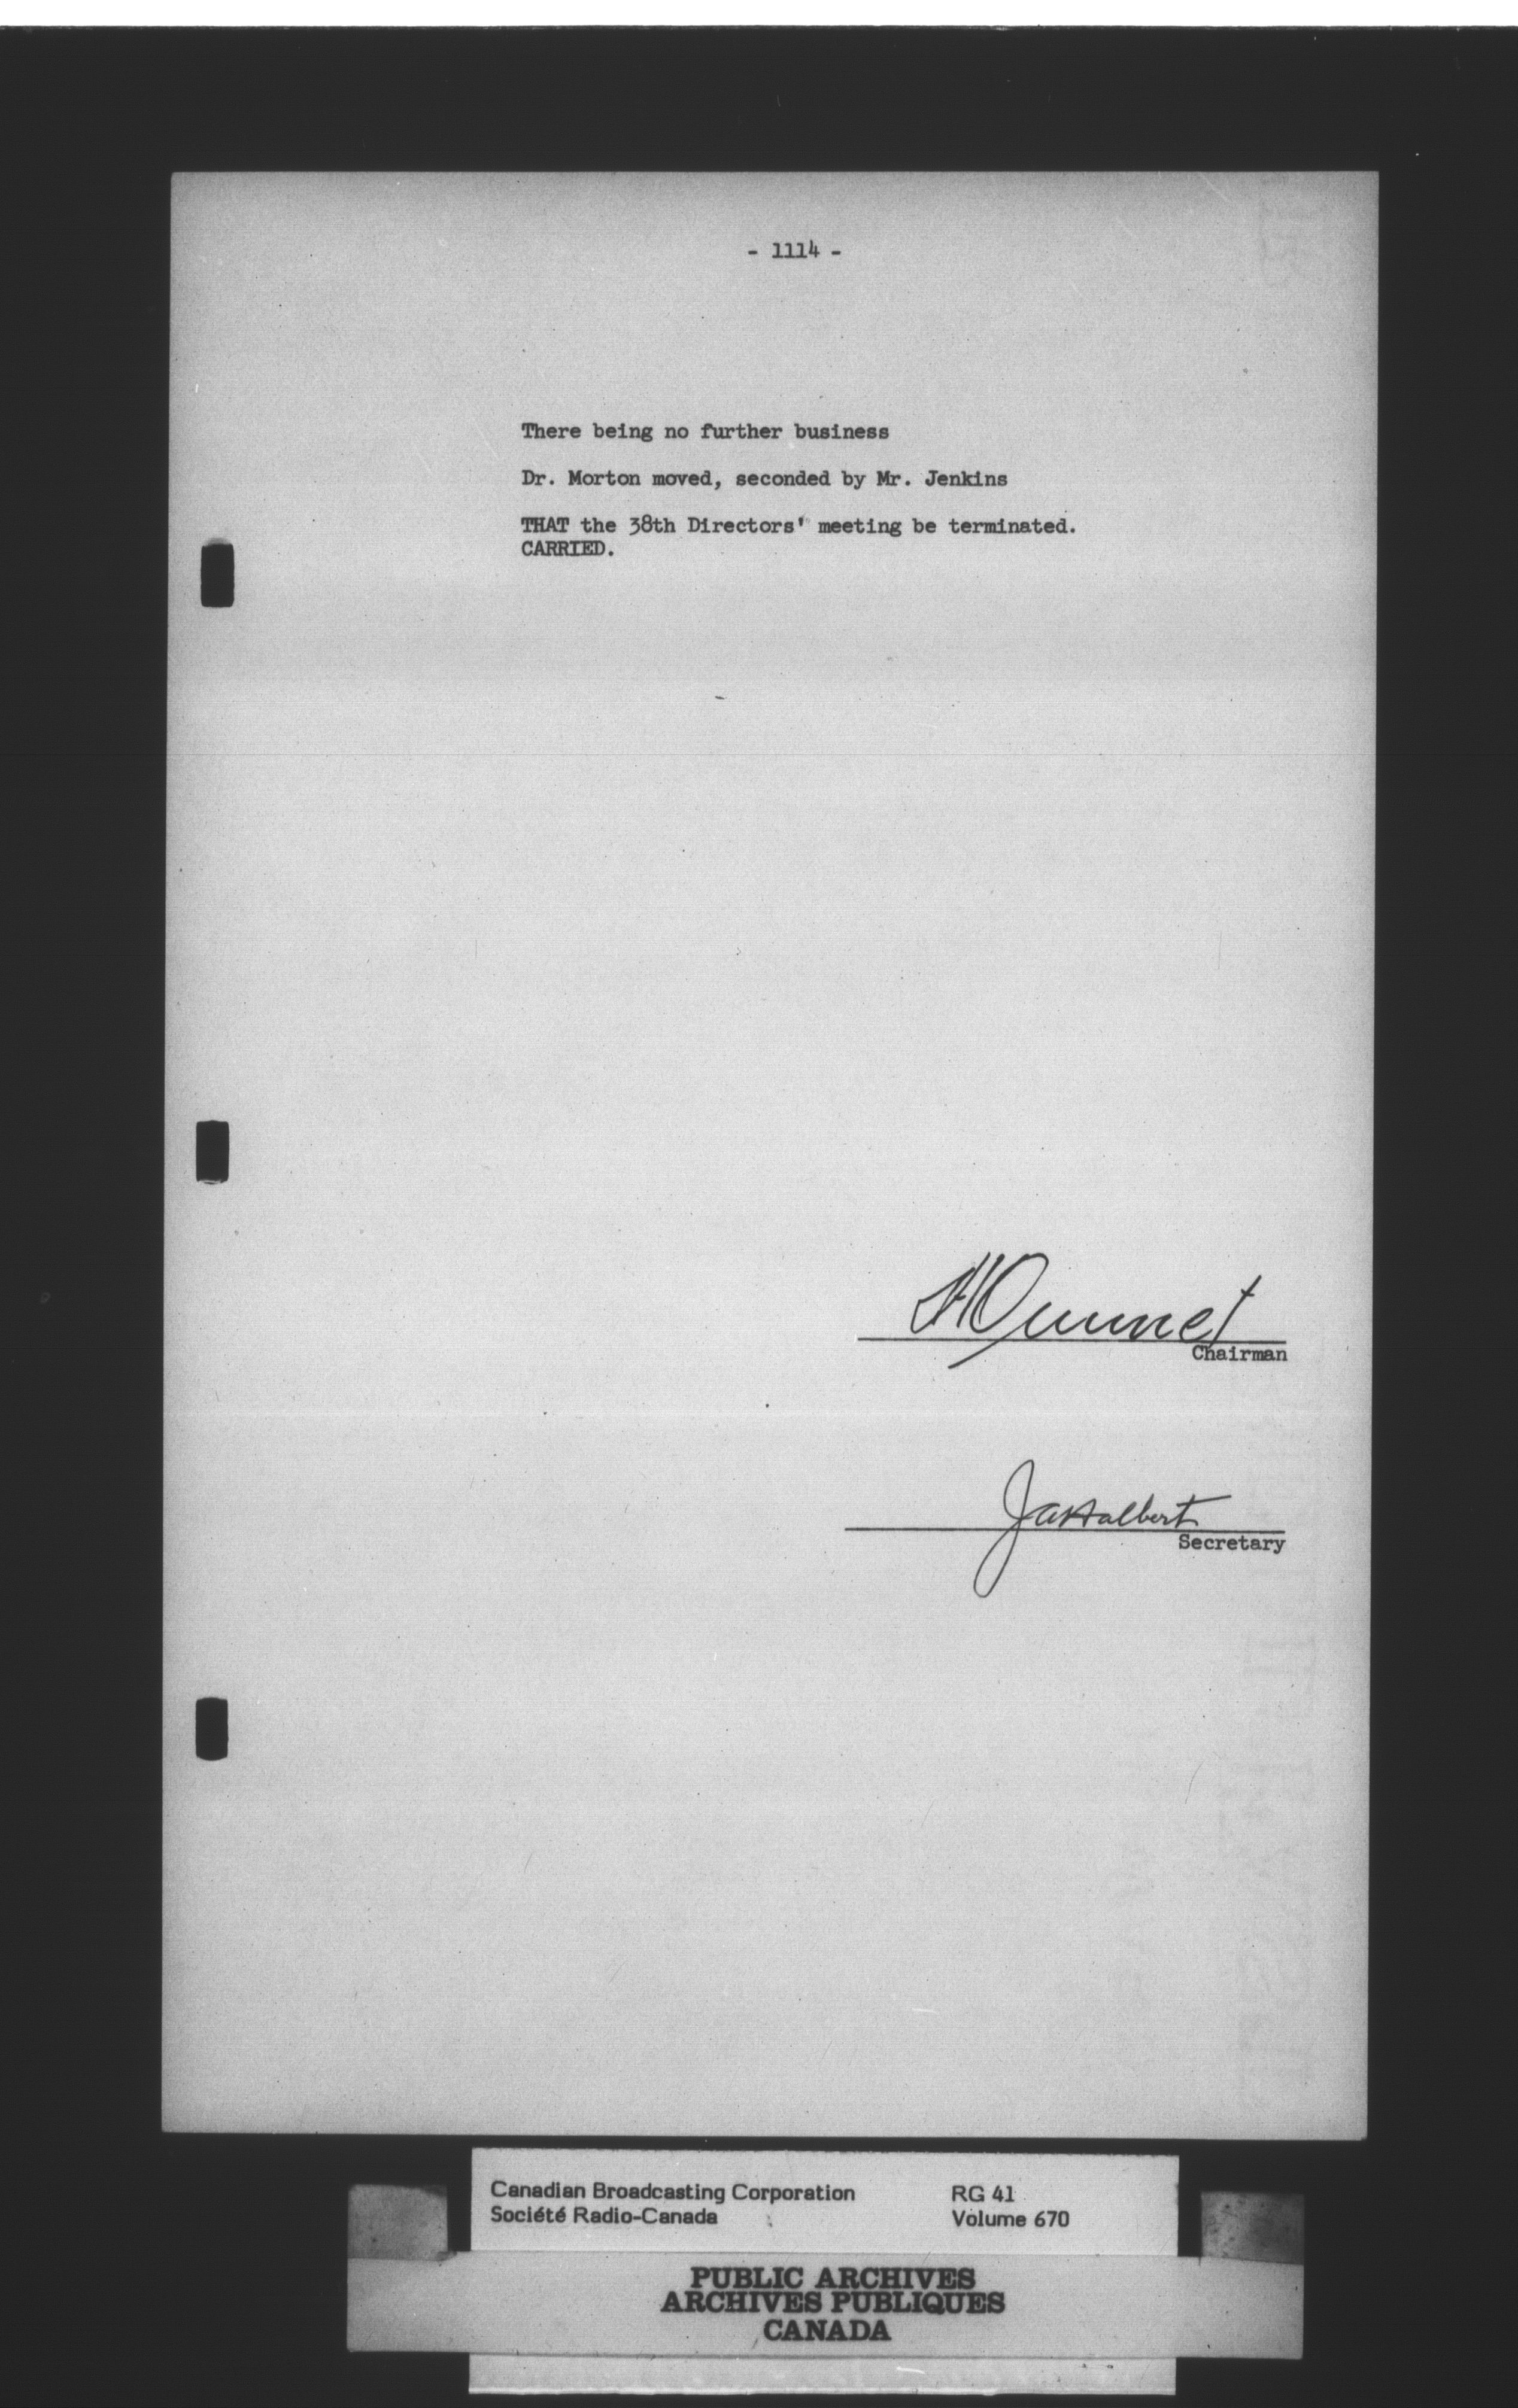 - 1114 -
There being no further business
Dr. Morton moved, seconded by Mr. Jenkins
THAT the 38th Directors' meeting be terminated.
CARRIED.
Chairman
JAHalbert
Secretary
Canadian Broadcasting Corporation RG 41
Société Radio-Canada Volume 670
PUBLIC ARCHIVES
ARCHIVES PUBLIQUES
CANADA